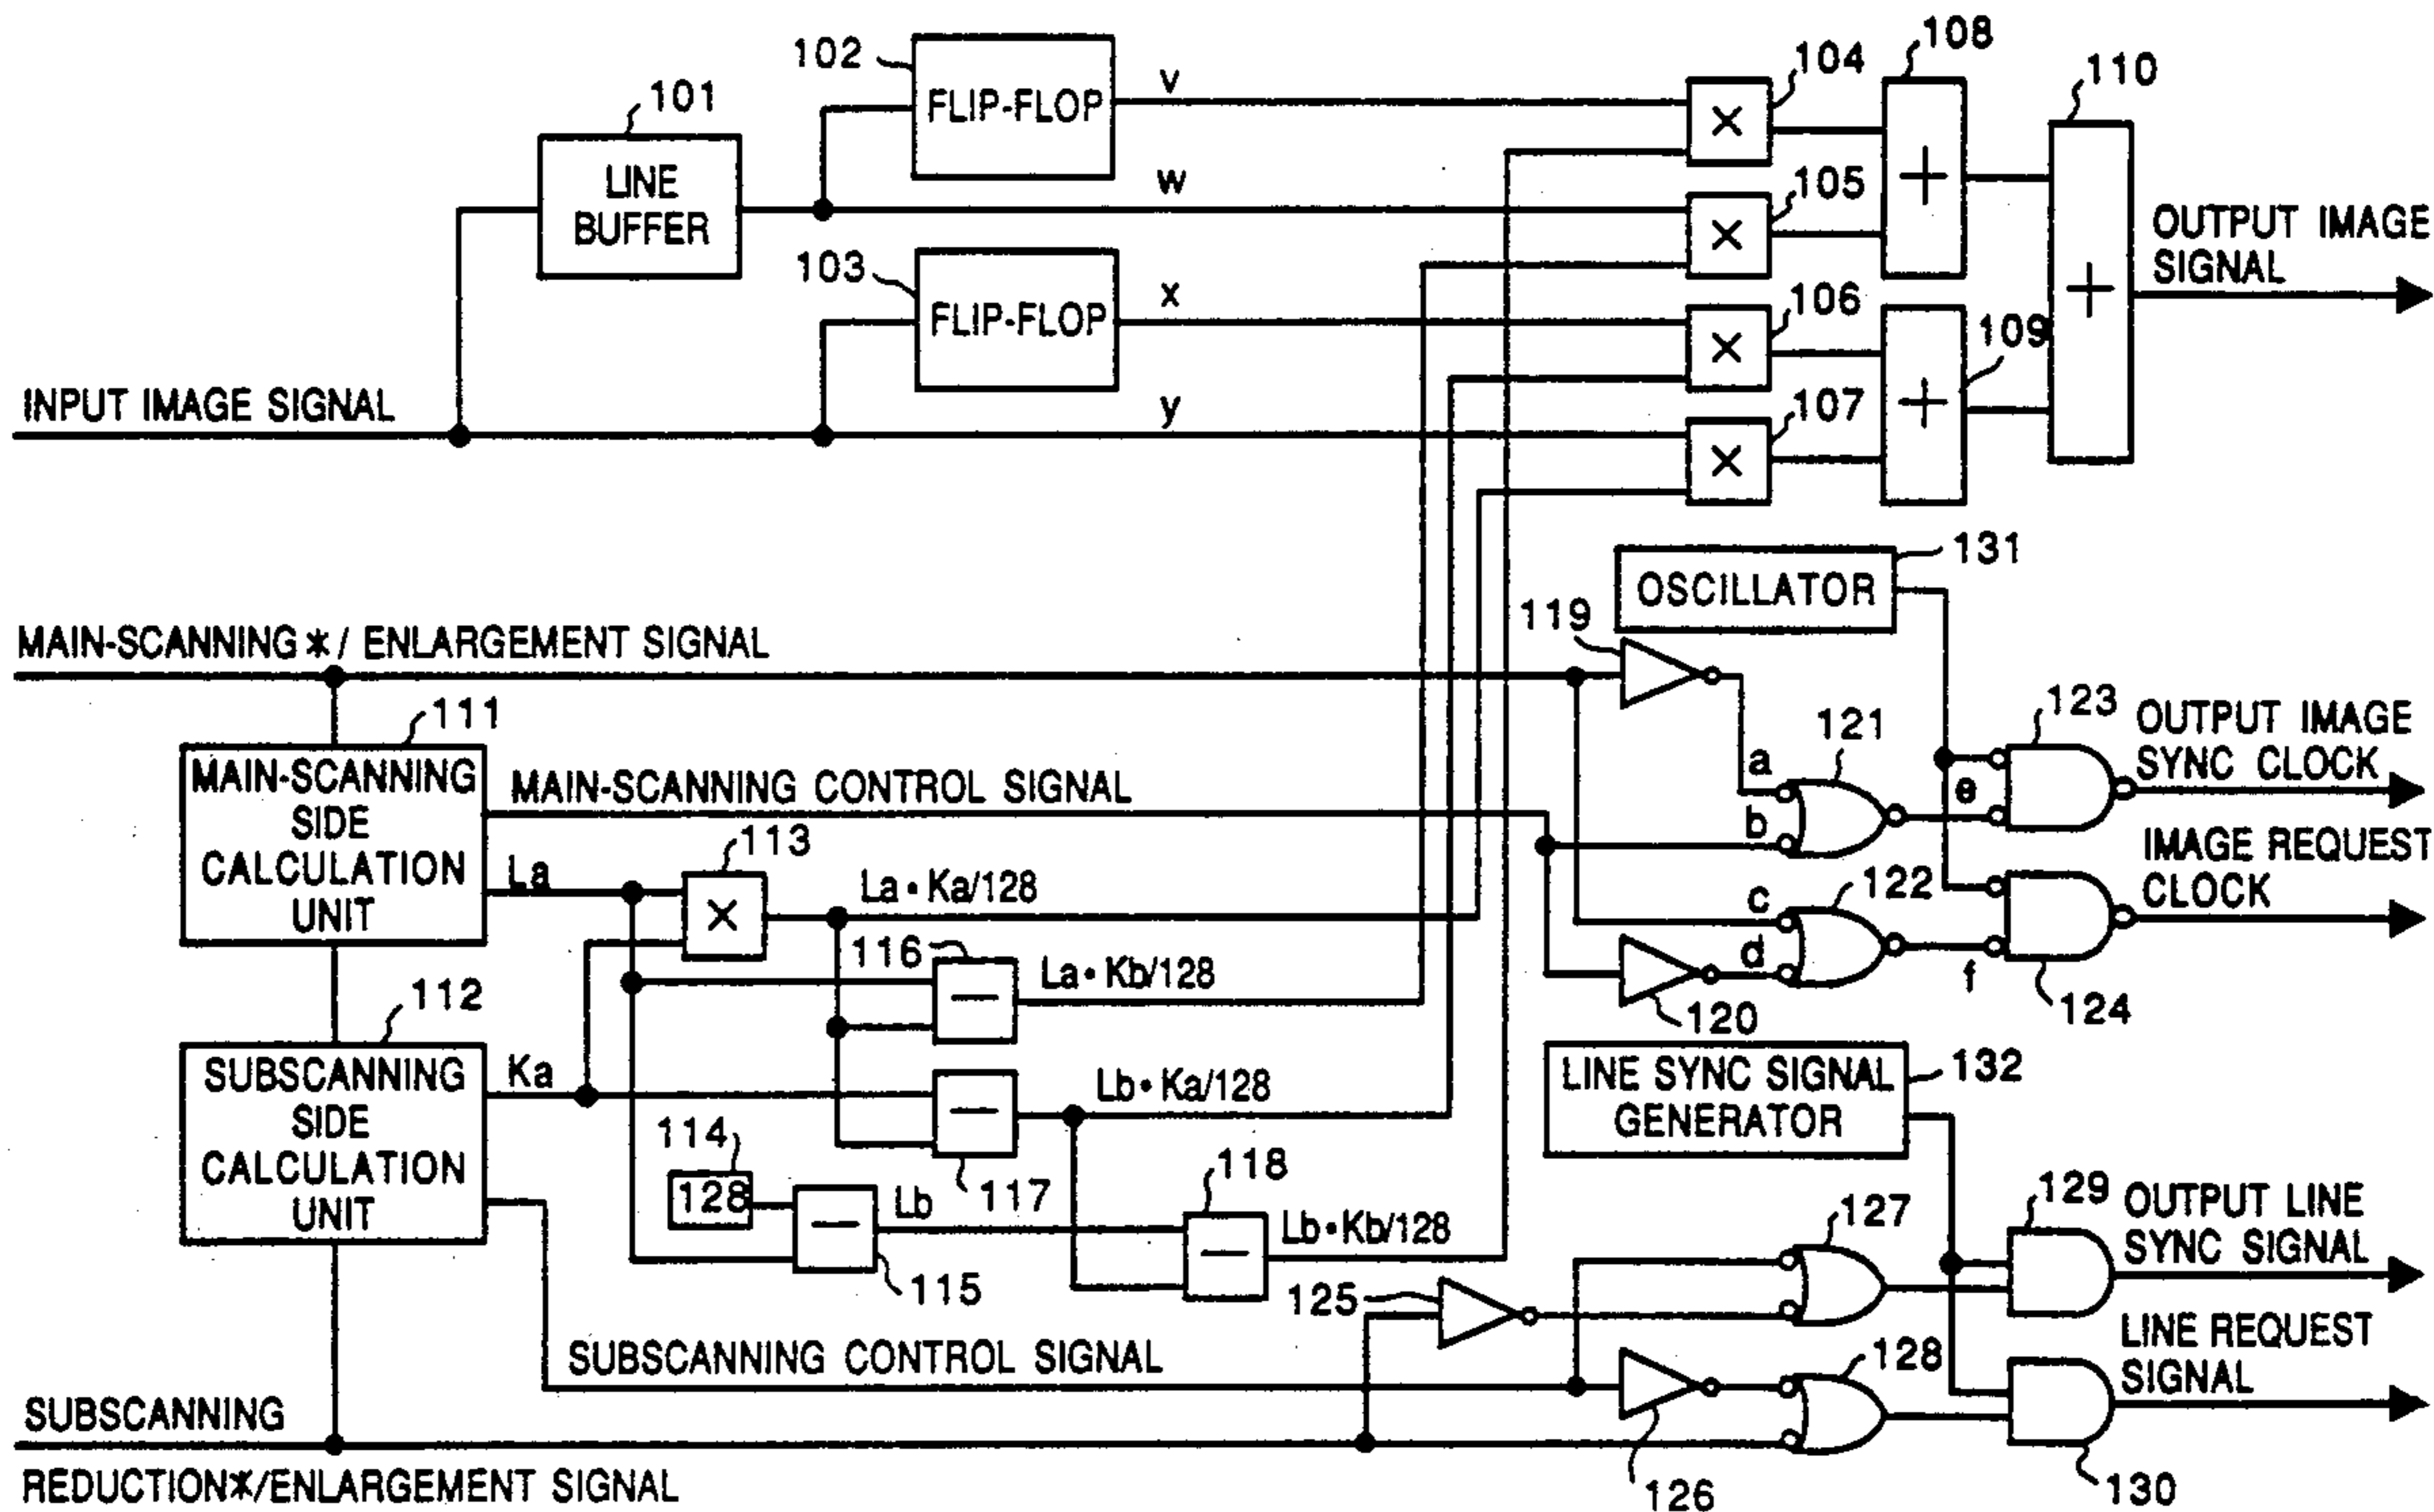 102
FLIP-FLOP
v
104
108
110
101
LINE
BUFFER
w
105
OUTPUT IMAGE
SIGNAL
103
FLIP-FLOP
x
106
109
INPUT IMAGE SIGNAL
y
107
×
×
×
×
+
+
+
131
OSCILLATOR
119
MAIN-SCANNING */ ENLARGEMENT SIGNAL
111
MAIN-SCANNING
SIDE
CALCULATION
UNIT
MAIN-SCANNING CONTROL SIGNAL
a
b
121
123
OUTPUT IMAGE
SYNC CLOCK
e
113
La
×
La•Ka/128
c
d
122
f
IMAGE REQUEST
CLOCK
124
116
—
La•Kb/128
120
112
SUBSCANNING
SIDE
CALCULATION
UNIT
Ka
—
Lb•Ka/128
117
LINE SYNC SIGNAL
GENERATOR
132
114
128
—
Lb
115
118
—
Lb•Kb/128
127
129
OUTPUT LINE
SYNC SIGNAL
125
SUBSCANNING CONTROL SIGNAL
128
LINE REQUEST
SIGNAL
126
130
SUBSCANNING
REDUCTION*/ENLARGEMENT SIGNAL